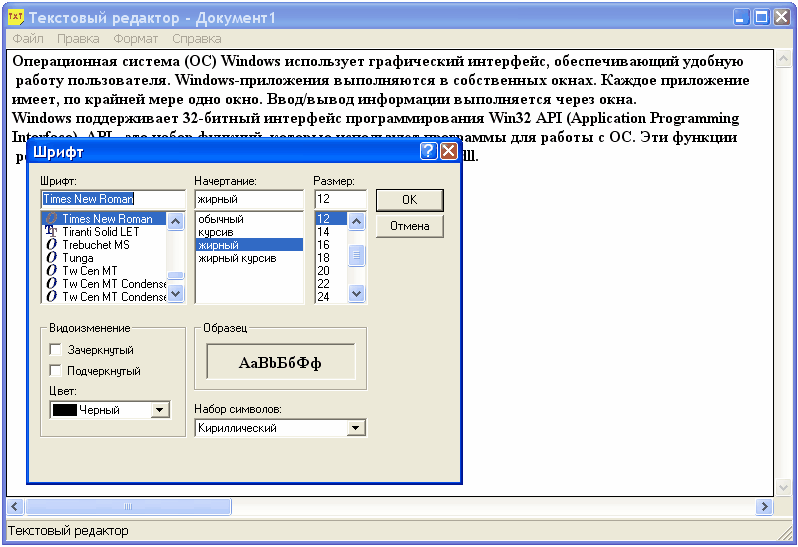 TXT Текстовый редактор - Документ1
Файл Правка Формат Справка
Операционная система (ОС) Windows использует графический интерфейс, обеспечивающий удобную
работу пользователя. Windows-приложения выполняются в собственных окнах. Каждое приложение
имеет, по крайней мере одно окно. Ввод/вывод информации выполняется через окна.
Windows поддерживает 32-битный интерфейс программирования Win32 API (Application Programming
Interface). API - это набор функций, которые использует программы для работы с ОС. Эти функции
dll.
Шрифт
Шрифт: Начертание: Размер:
Times New Roman жирный 12 OK
Times New Roman обычный 12 Отмена
Tiranti Solid LET курсив 14
Trebuchet MS жирный 16
Tunga жирный курсив 18
Tw Cen MT 20
Tw Cen MT Condense 22
Tw Cen MT Condense 24
Видоизменение Образец
Зачеркнутый
АаBbБбФф
Подчеркнутый
Цвет:
Черный Набор символов:
Кириллический
Текстовый редактор